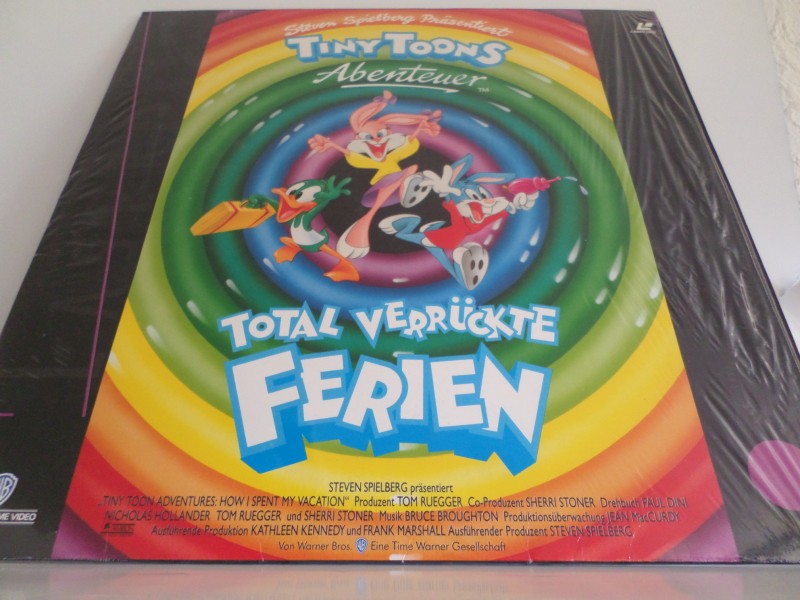 Steven Spielberg Präsentiert
TINY TOONS
Abenteuer
TM
TOTAL VERRÜCKTE
FERIEN
STEVEN SPIELBERG präsentiert
„TINY TOON ADVENTURES: HOW I SPENT MY VACATION" Produzent TOM RUEGGER Co-Produzent SHERRI STONER Drehbuch PAUL DINI
NICHOLAS HOLLANDER TOM RUEGGER und SHERRI STONER Musik BRUCE BROUGHTON Produktionsüberwachung JEAN MacCURDY
Ausführende Produktion KATHLEEN KENNEDY und FRANK MARSHALL Ausführender Produzent STEVEN SPIELBERG
Von Warner Bros. WB Eine Time Warner Gesellschaft